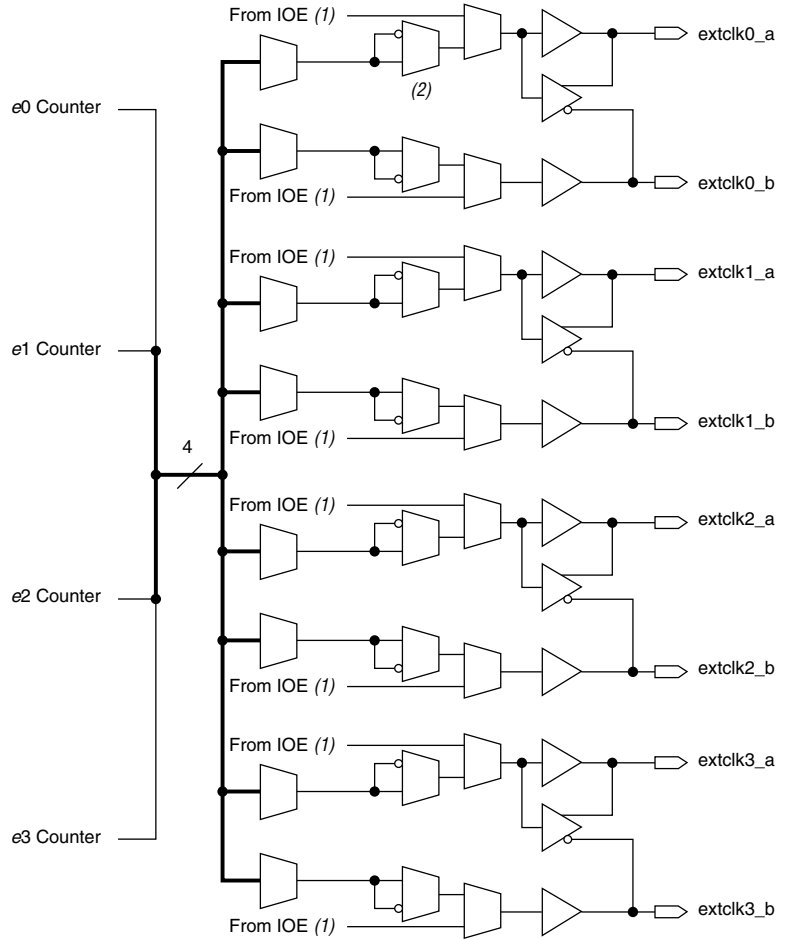 From IOE (1)
extclk0_a
(2)
e0 Counter
From IOE (1)
extclk0_b
From IOE (1)
extclk1_a
e1 Counter
extclk1_b
From IOE (1)
4
From IOE (1)
extclk2_a
e2 Counter
extclk2_b
From IOE (1)
From IOE (1)
extclk3_a
e3 Counter
extclk3_b
From IOE (1)